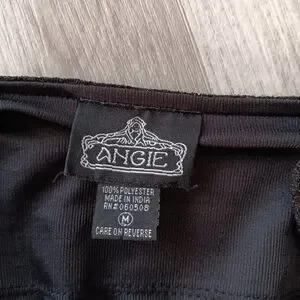 ANGIE
100% POLYESTER
MADE IN INDIA
RN#060508
M
CARE ON REVERSE